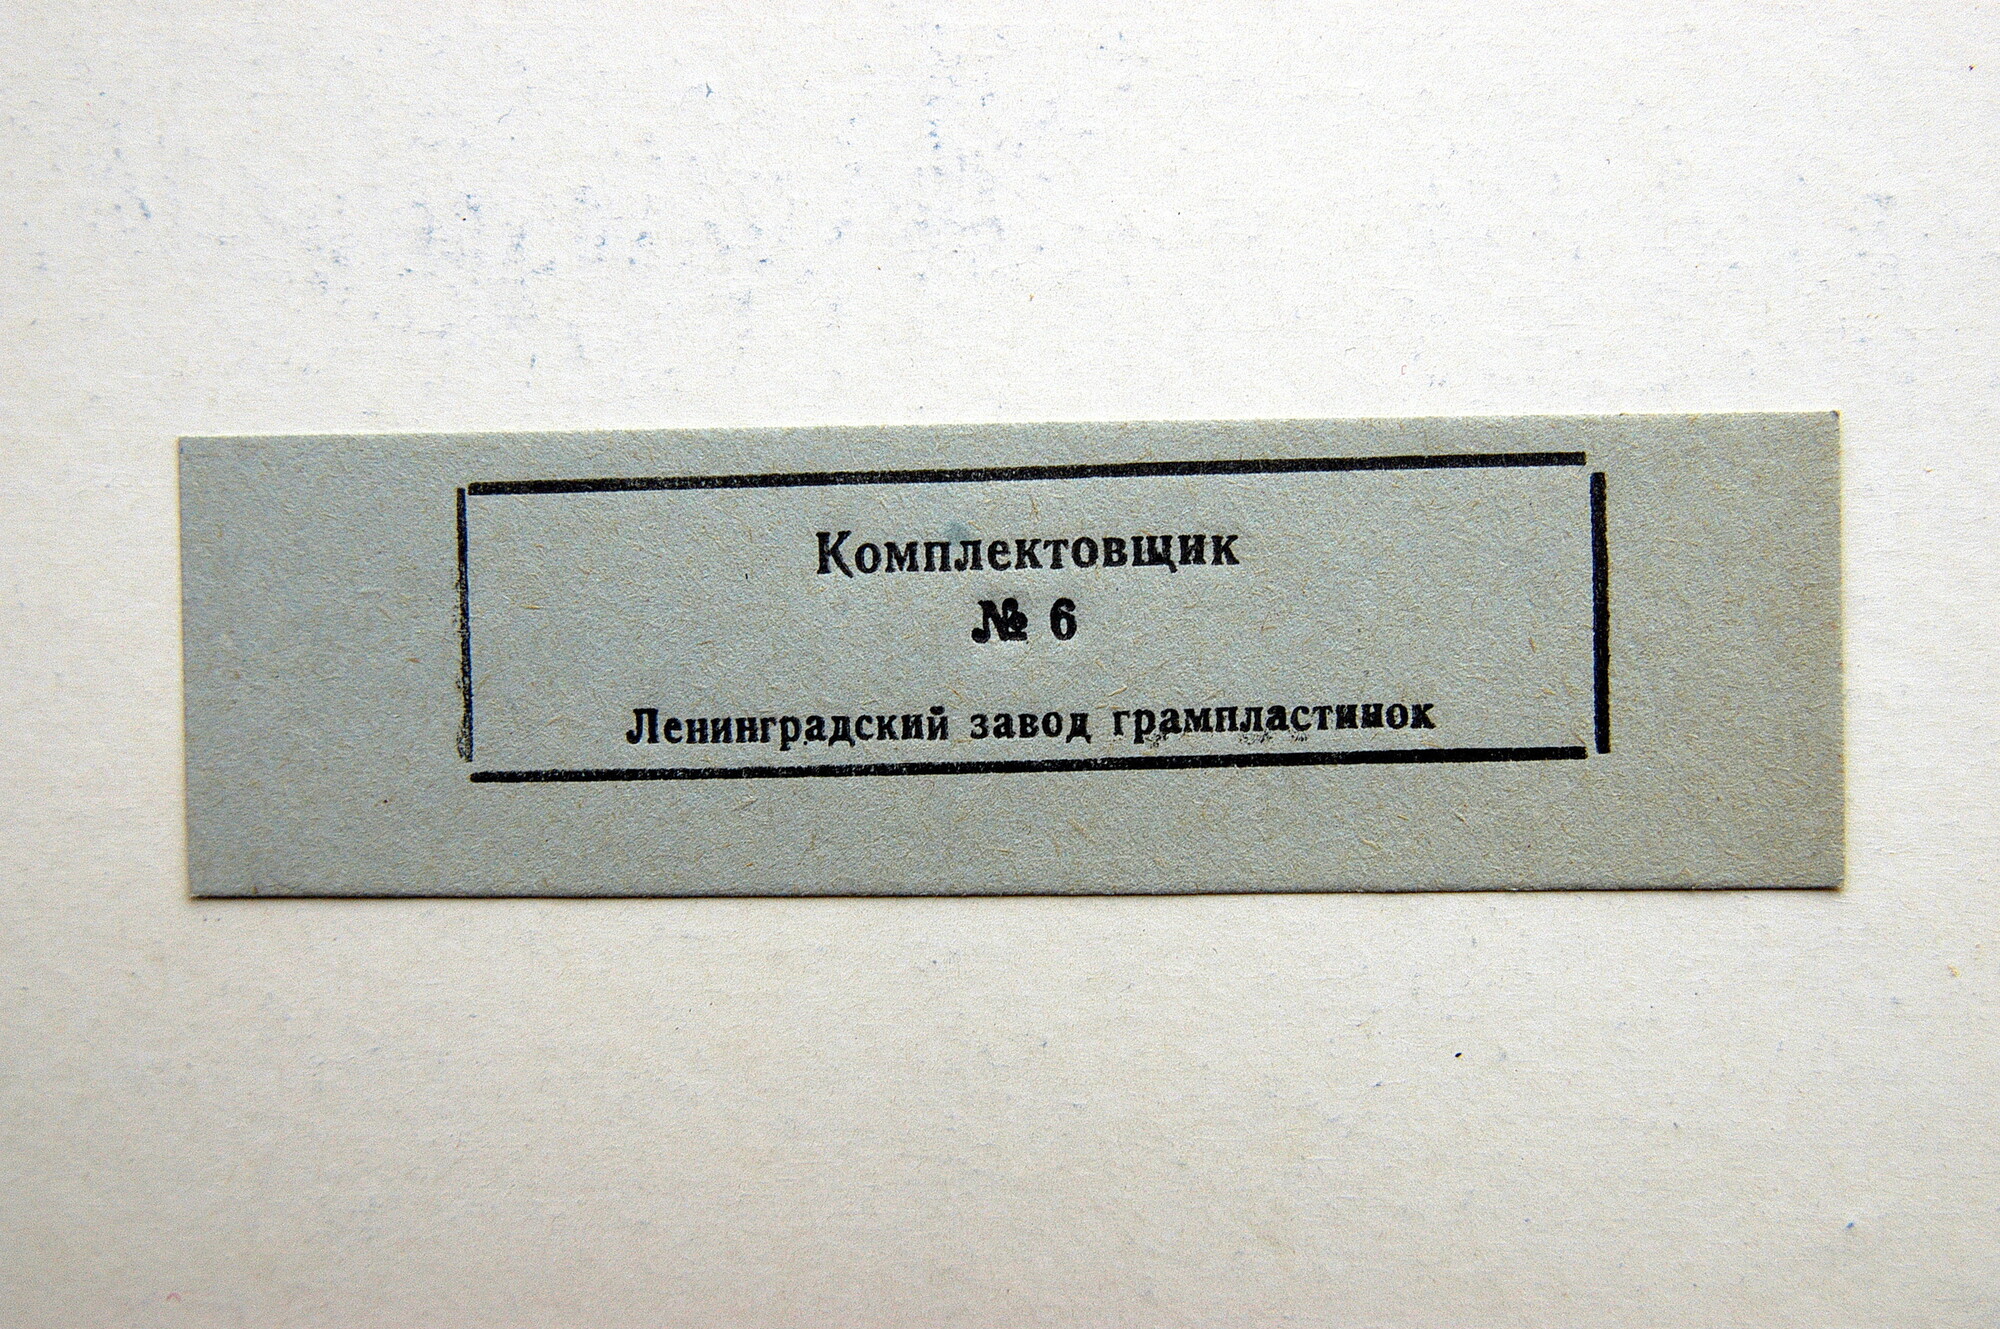 Комплектовщик
№ 6
Ленинградский завод грампластинок